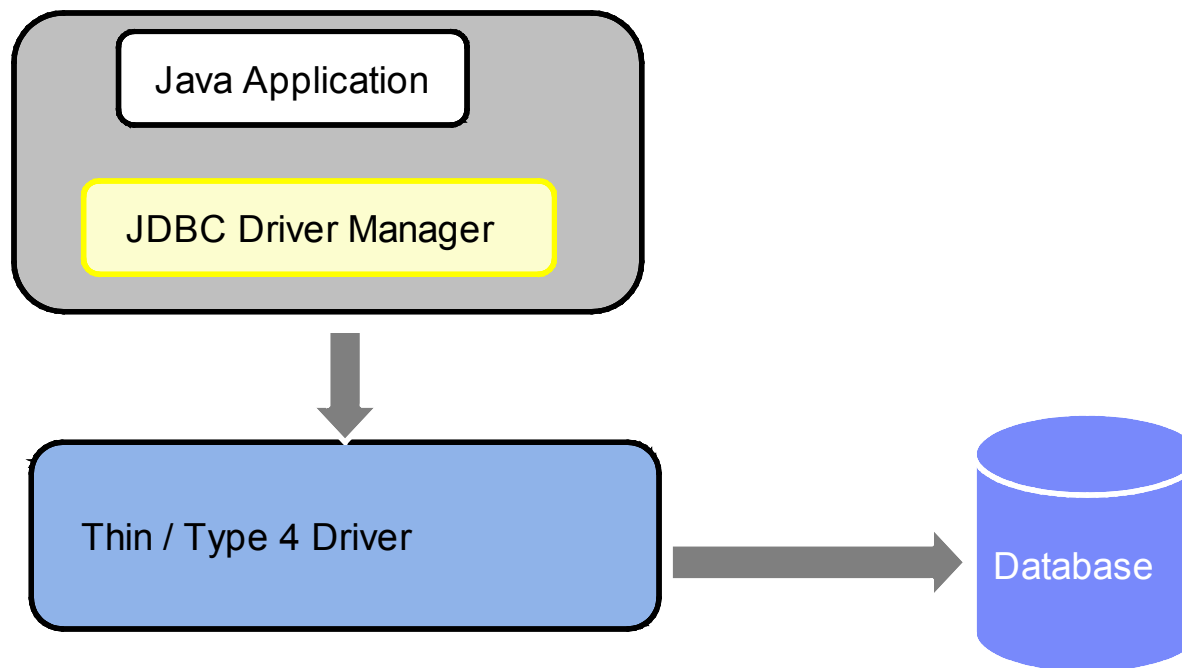 Java Application
JDBC Driver Manager
Thin / Type 4 Driver
Database